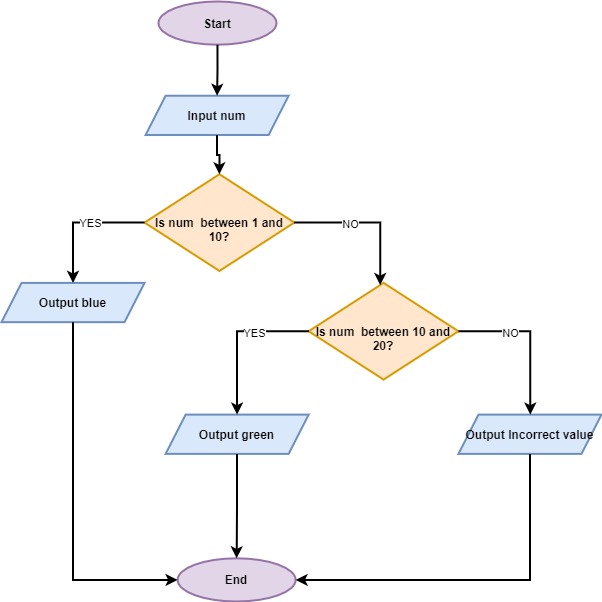 Start
Input num
Is num between 1 and
10?
YES
NO
Output blue
Is num between 10 and
20?
YES
NO
Output green
Output Incorrect value
End